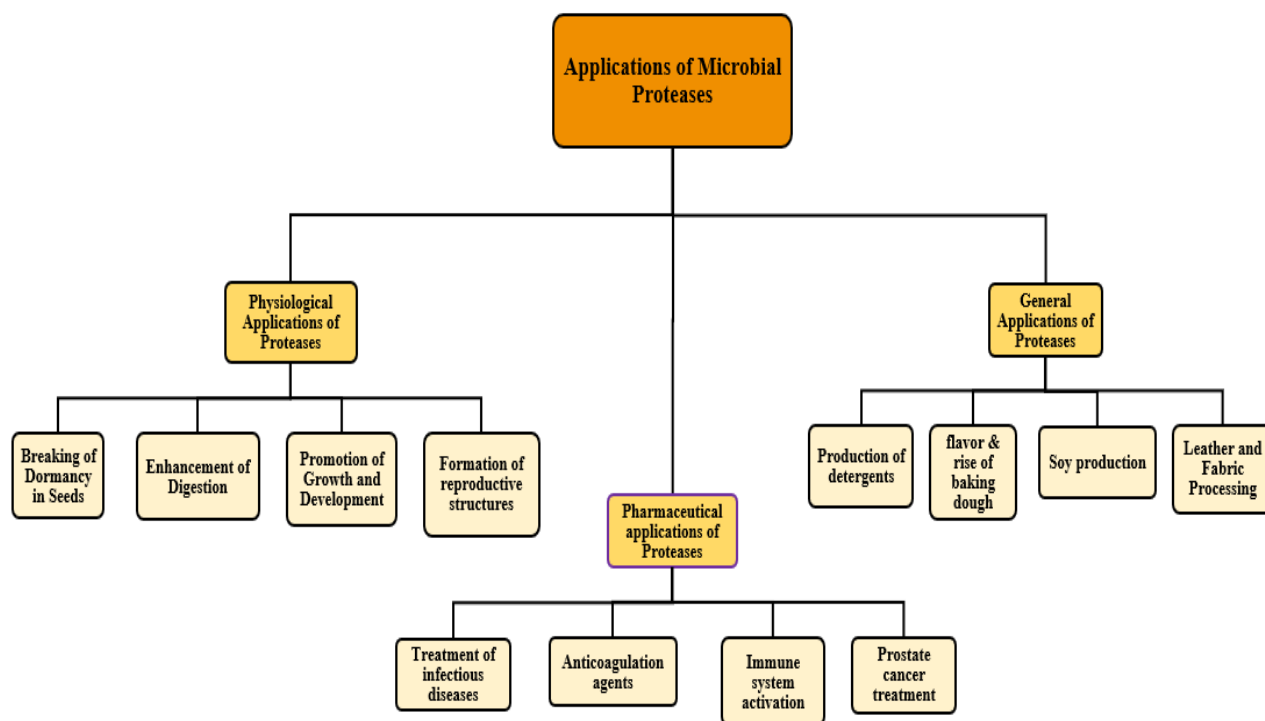 Applications of Microbial
Proteases
Physiological
Applications of
Proteases
General
Applications of
Proteases
Breaking of
Dormancy
in Seeds
Enhancement of
Digestion
Promotion of
Growth and
Development
Formation of
reproductive
structures
Production of
detergents
flavor &
rise of
baking
dough
Soy production
Leather and
Fabric
Processing
Pharmaceutical
applications of
Proteases
Treatment of
infectious
diseases
Anticoagulation
agents
Immune
system
activation
Prostate
cancer
treatment